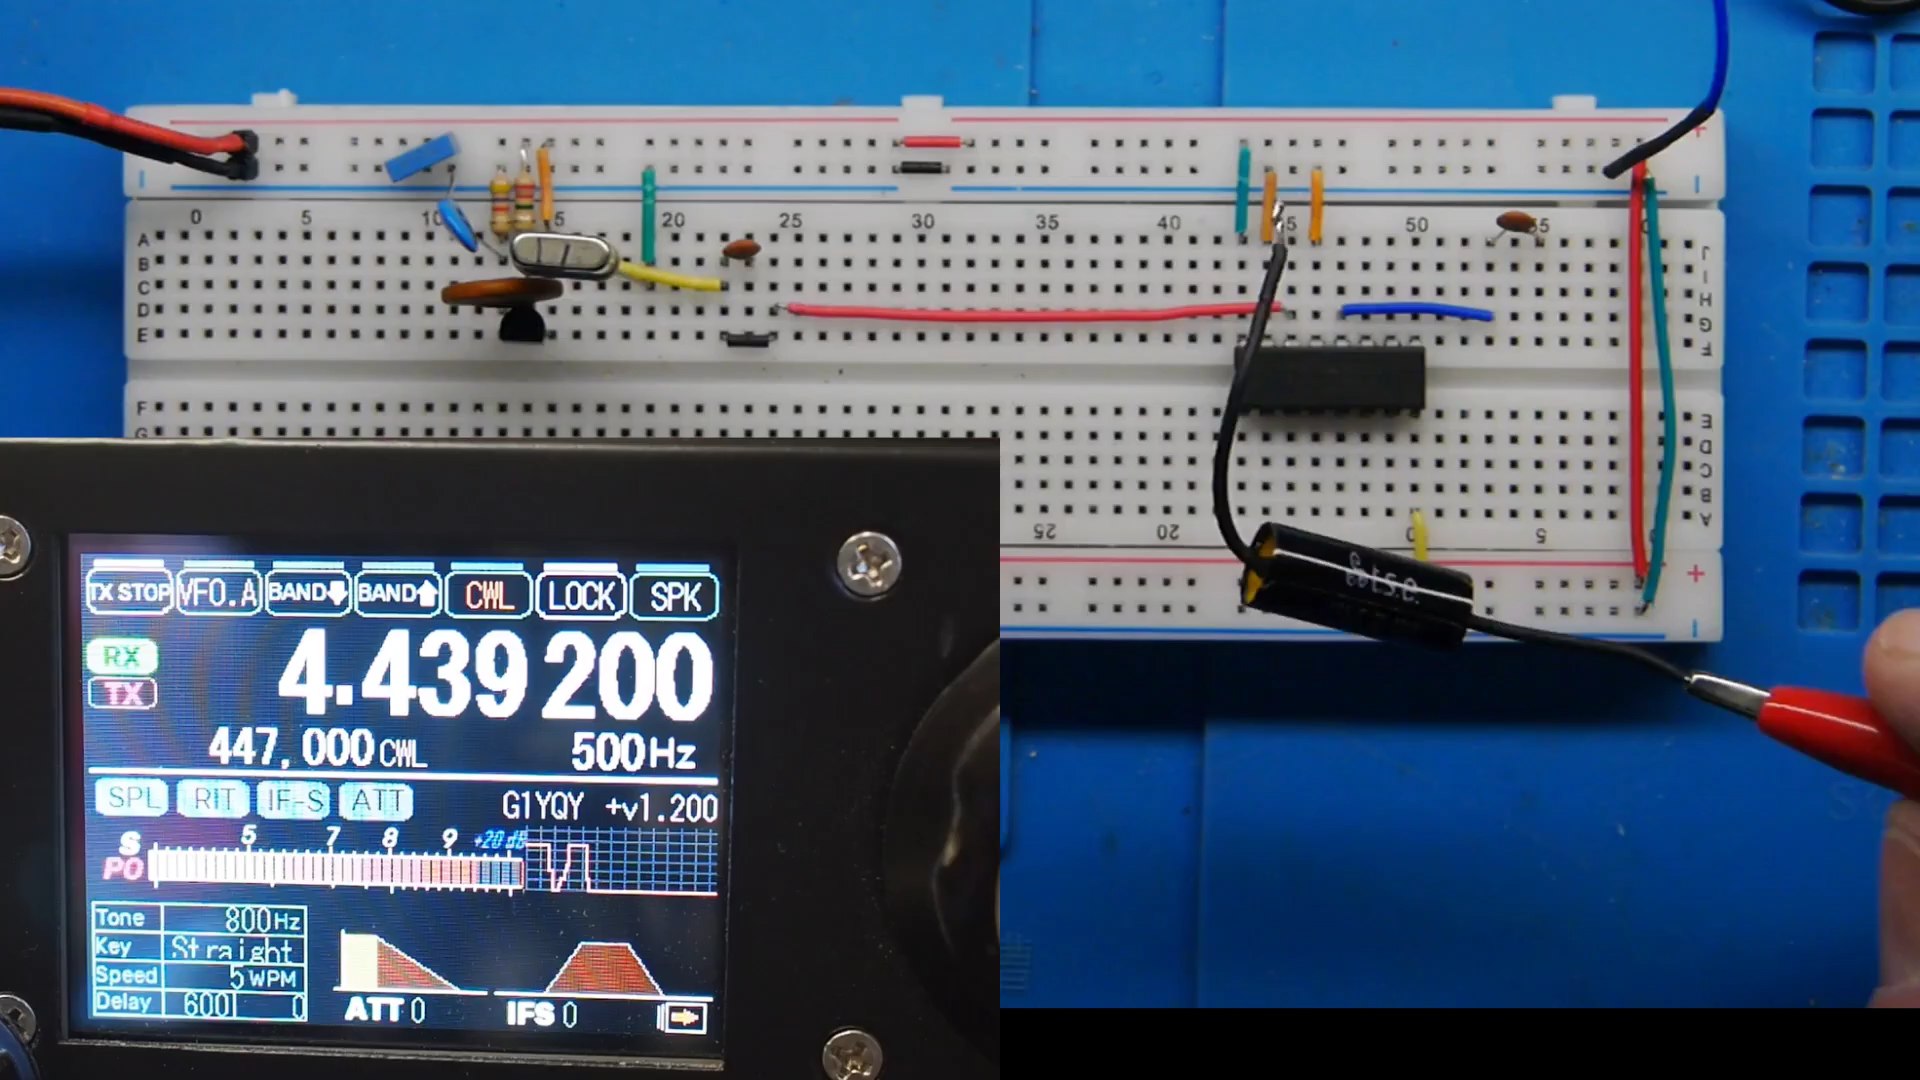 +
0 5 10 15 20 25 30 35 40 45 50 55
A
B
C
D
E
J
I
H
G
F
F
G
E
D
C
B
A
25 20 5
+
TX STOP VFO.A BAND BAND CWL LOCK SPK
RX 4.439 200
TX
447,000 CWL 500Hz
SPL RIT IF-S ATT G1YQY +v1.200
S 5 7 8 9 +20 dB
PO
Tone 800Hz
Key Straight
Speed 5WPM
Delay 600 0
ATT 0 IFS 0